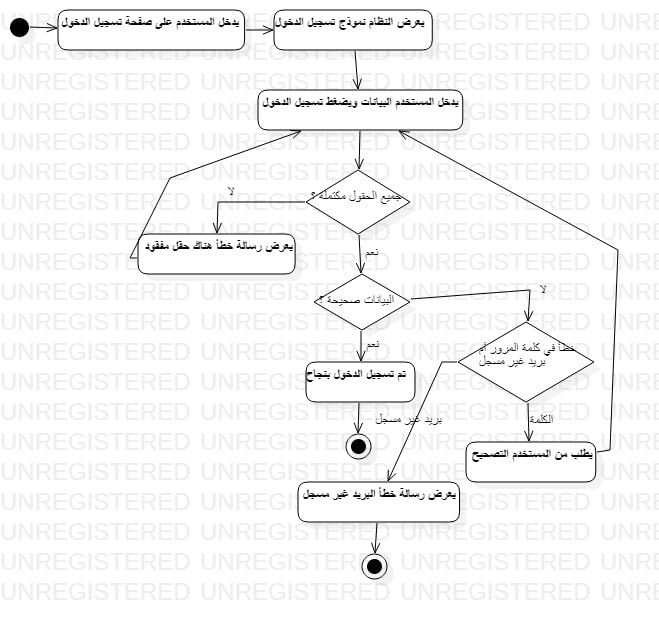 يدخل المستخدم على صفحة تسجيل الدخول
يعرض النظام نموذج تسجيل الدخول
يدخل المستخدم البيانات ويضغط تسجيل الدخول
جميع الحقول مكتملة ؟
لا
يعرض رسالة خطأ هناك حقل مفقود
نعم
البيانات صحيحة ؟
لا
خطأ في كلمة المرور أم
بريد غير مسجل
نعم
تم تسجيل الدخول بنجاح
بريد غير مسجل
الكلمة
يطلب من المستخدم التصحيح
يعرض رسالة خطأ البريد غير مسجل
UNREGISTERED